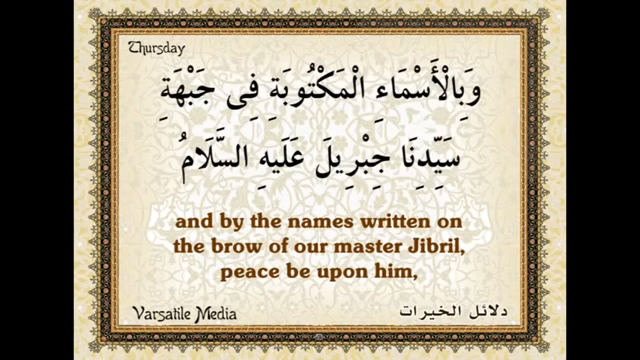 Thursday
وَبِالْأَسْمَاءِ الْمَكْتُوبَةِ فِى جَبْهَةِ
سَيِّدِنَا جِبْرِيلَ عَلَيهِ السَّلَامُ
and by the names written on
the brow of our master Jibril,
peace be upon him,
Varsatile Media
دلائل الخيرات